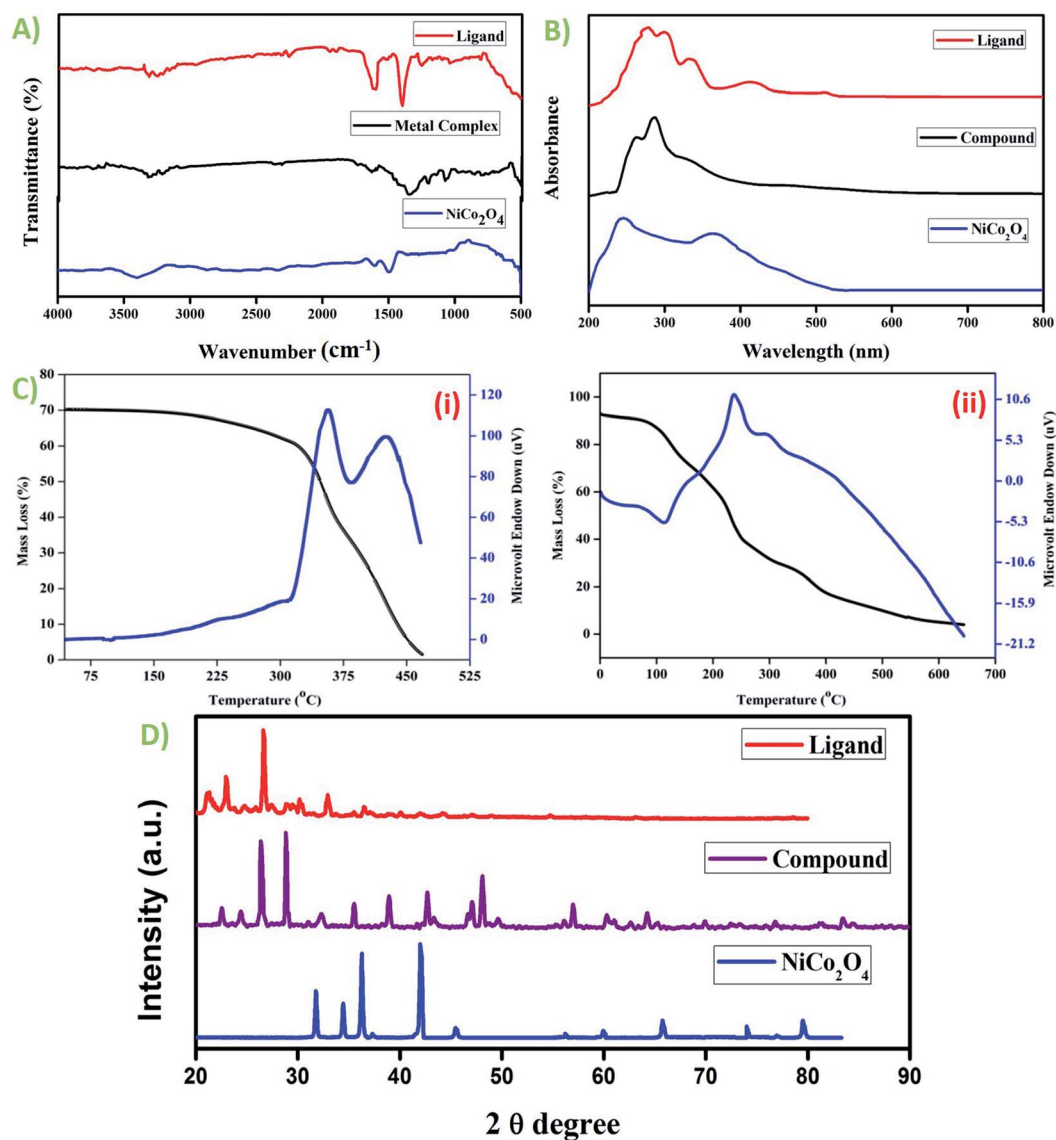 A)
Ligand
Metal Complex
NiCo2O4
Transmittance (%)
4000 3500 3000 2500 2000 1500 1000 500
Wavenumber (cm-1)
B)
Ligand
Compound
NiCo2O4
Absorbance
200 300 400 500 600 700 800
Wavelength (nm)
C)
(i)
80
70
60
50
40
30
20
10
0
Mass Loss (%)
75 150 225 300 375 450 525
Temperature (oC)
120
100
80
60
40
20
0
Microvolt Endow Down (uV)
(ii)
100
80
60
40
20
0
Mass Loss (%)
0 100 200 300 400 500 600 700
Temperature (oC)
10.6
5.3
0.0
-5.3
-10.6
-15.9
-21.2
Microvolt Endow Down (uV)
D)
Ligand
Compound
NiCo2O4
Intensity (a.u.)
20 30 40 50 60 70 80 90
2 θ degree